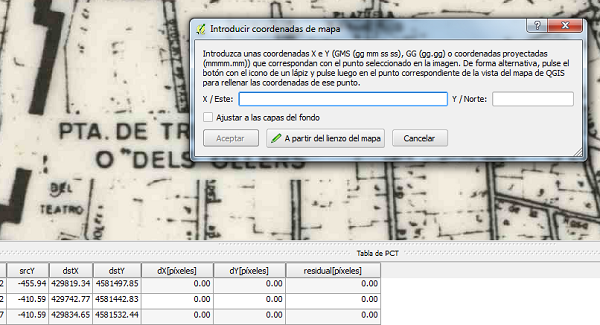 Introducir coordenadas de mapa
Introduzca unas coordenadas X e Y (GMS (gg mm ss ss), GG (gg.gg) o coordenadas proyectadas
(mmmm.mm)) que correspondan con el punto seleccionado en la imagen. De forma alternativa, pulse el
botón con el icono de un lápiz y pulse luego en el punto correspondiente de la vista del mapa de QGIS
para rellenar las coordenadas de ese punto.
X / Este:
Y / Norte:
Ajustar a las capas del fondo
Aceptar
A partir del lienzo del mapa
Cancelar
PTA. DE TR
O DELS OLLERS
DEL
TEATRO
Tabla de PCT
srcY dstX dstY dX[píxeles] dY[píxeles] residual[píxeles]
2 -455.94 429819.34 4581497.85 0.00 0.00 0.00
2 -410.59 429742.77 4581442.83 0.00 0.00 0.00
7 -410.59 429834.65 4581532.44 0.00 0.00 0.00